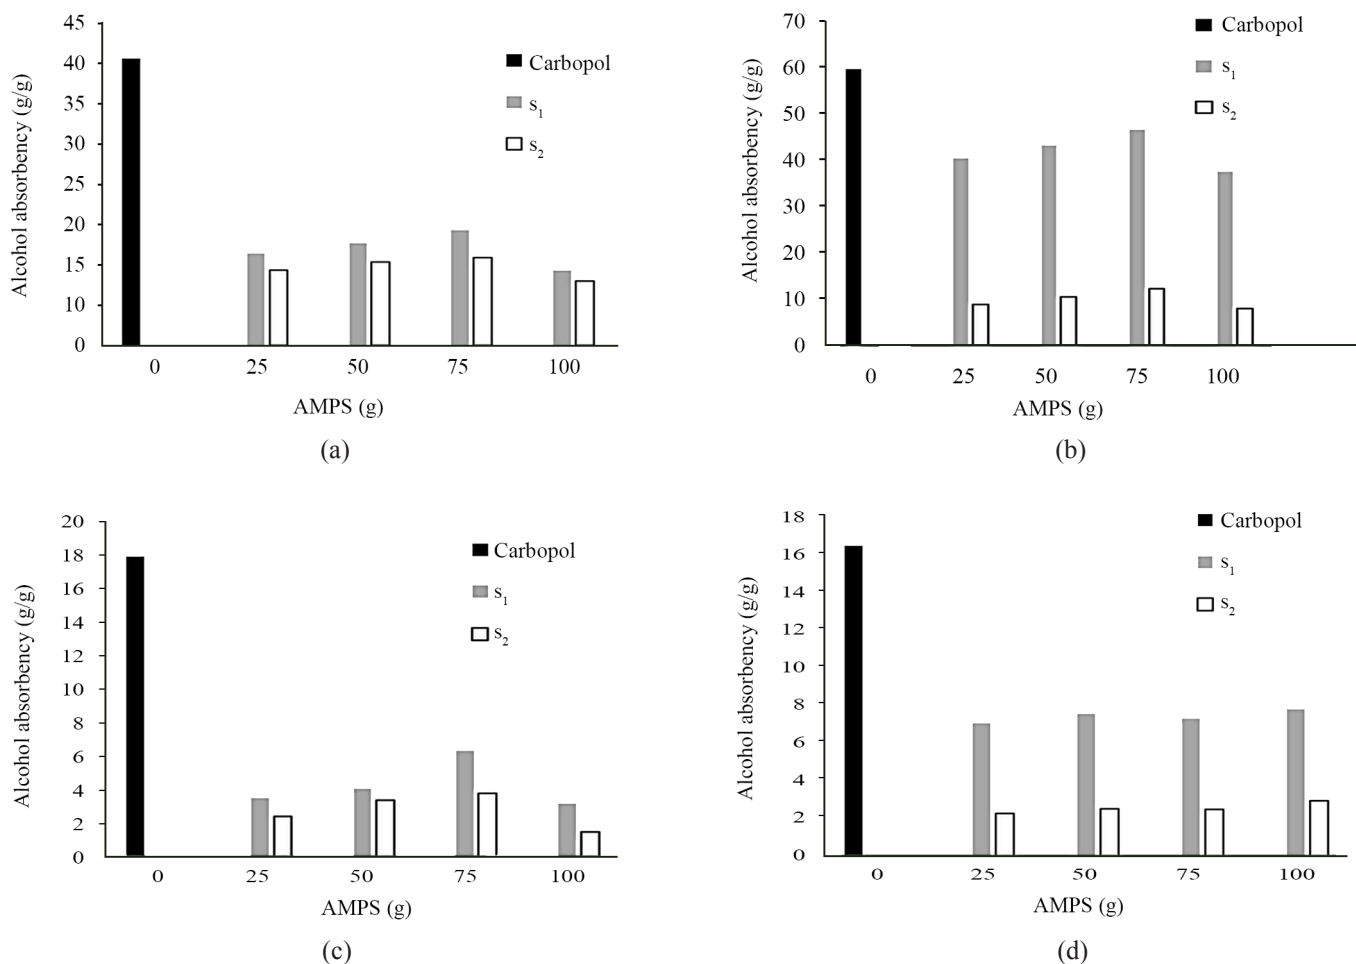 45
40
35
30
25
20
15
10
0
Alcohol absorbency (g/g)
Carbopol
s1
s2
0 25 50 75 100
AMPS (g)
(a)
70
60
50
40
30
20
10
0
Alcohol absorbency (g/g)
Carbopol
s1
s2
0 25 50 75 100
AMPS (g)
(b)
20
18
16
14
12
10
8
6
4
2
0
Alcohol absorbency (g/g)
Carbopol
s1
s2
0 25 50 75 100
AMPS (g)
(c)
18
16
14
12
10
8
6
4
2
0
Alcohol absorbency (g/g)
Carbopol
s1
s2
0 25 50 75 100
AMPS (g)
(d)